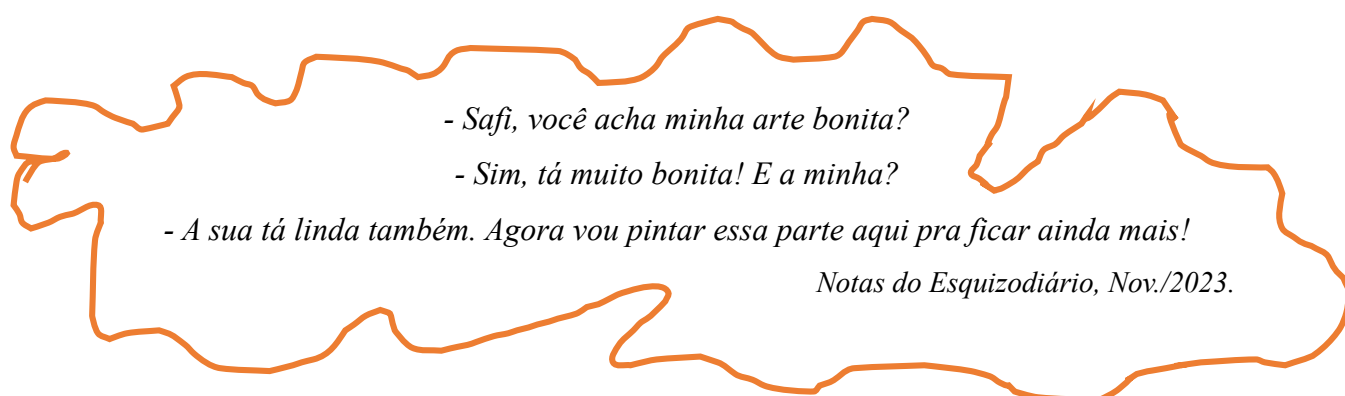 - Safi, você acha minha arte bonita?
- Sim, tá muito bonita! E a minha?
- A sua tá linda também. Agora vou pintar essa parte aqui pra ficar ainda mais!
Notas do Esquizodiário, Nov./2023.